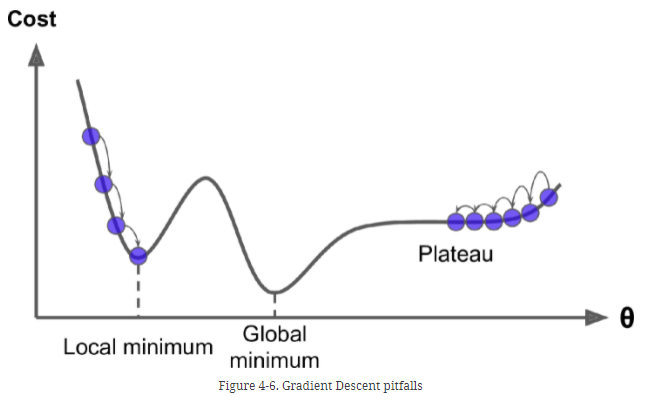 Cost
Plateau
θ
Local minimum
Global
minimum
Figure 4-6. Gradient Descent pitfalls